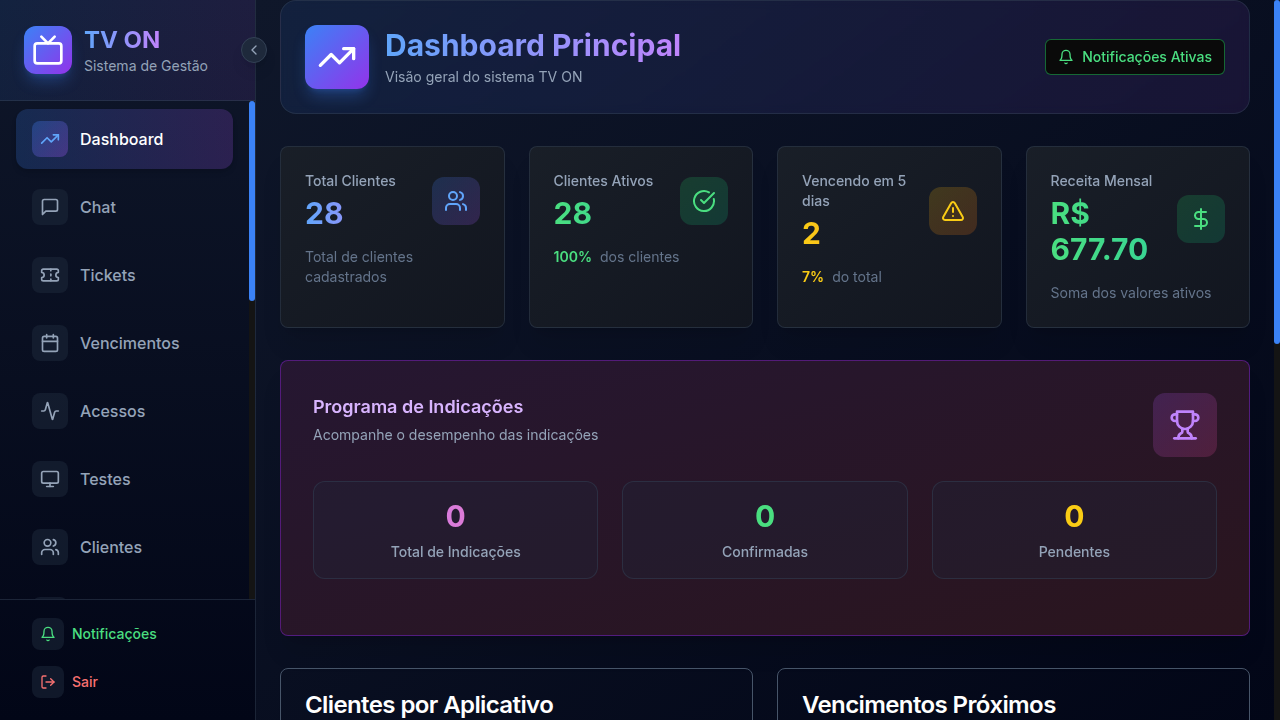 TV ON
Sistema de Gestão
Dashboard
Chat
Tickets
Vencimentos
Acessos
Testes
Clientes
Notificações
Sair
Dashboard Principal
Visão geral do sistema TV ON
Notificações Ativas
Total Clientes
28
Total de clientes
cadastrados
Clientes Ativos
28
100% dos clientes
Vencendo em 5
dias
2
7% do total
Receita Mensal
R$
677.70
Soma dos valores ativos
Programa de Indicações
Acompanhe o desempenho das indicações
0
Total de Indicações
0
Confirmadas
0
Pendentes
Clientes por Aplicativo
Vencimentos Próximos